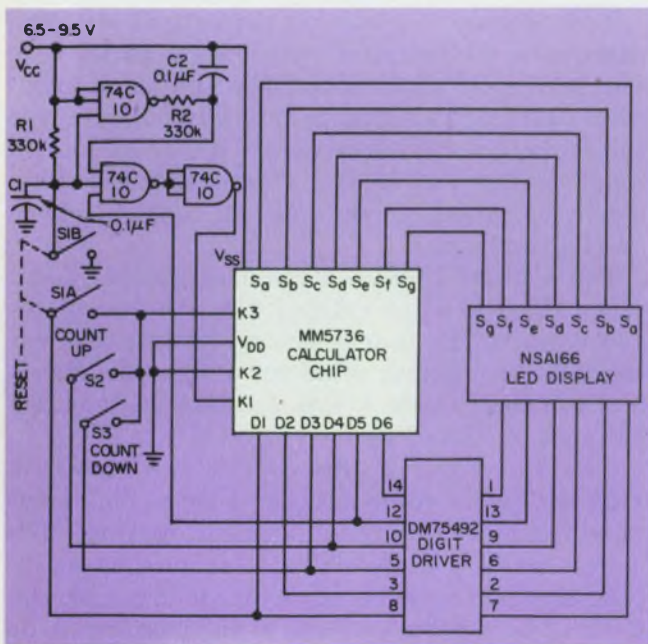 6.5-9.5 V
VCC
C2
0.1µF
74C
10
R2
330k
R1
330k
74C
10
74C
10
C1
0.1µF
S1B
VSS
Sa Sb Sc Sd Se Sf Sg
S1A
K3
COUNT
UP
MM5736
CALCULATOR
CHIP
VDD
K2
Sg Sf Se Sd Sc Sb Sa
NSA166
LED DISPLAY
RESET
S2
K1
S3
COUNT
DOWN
D1 D2 D3 D4 D5 D6
14 1
12 13
10 9
5 6
3 2
8 7
DM75492
DIGIT
DRIVER